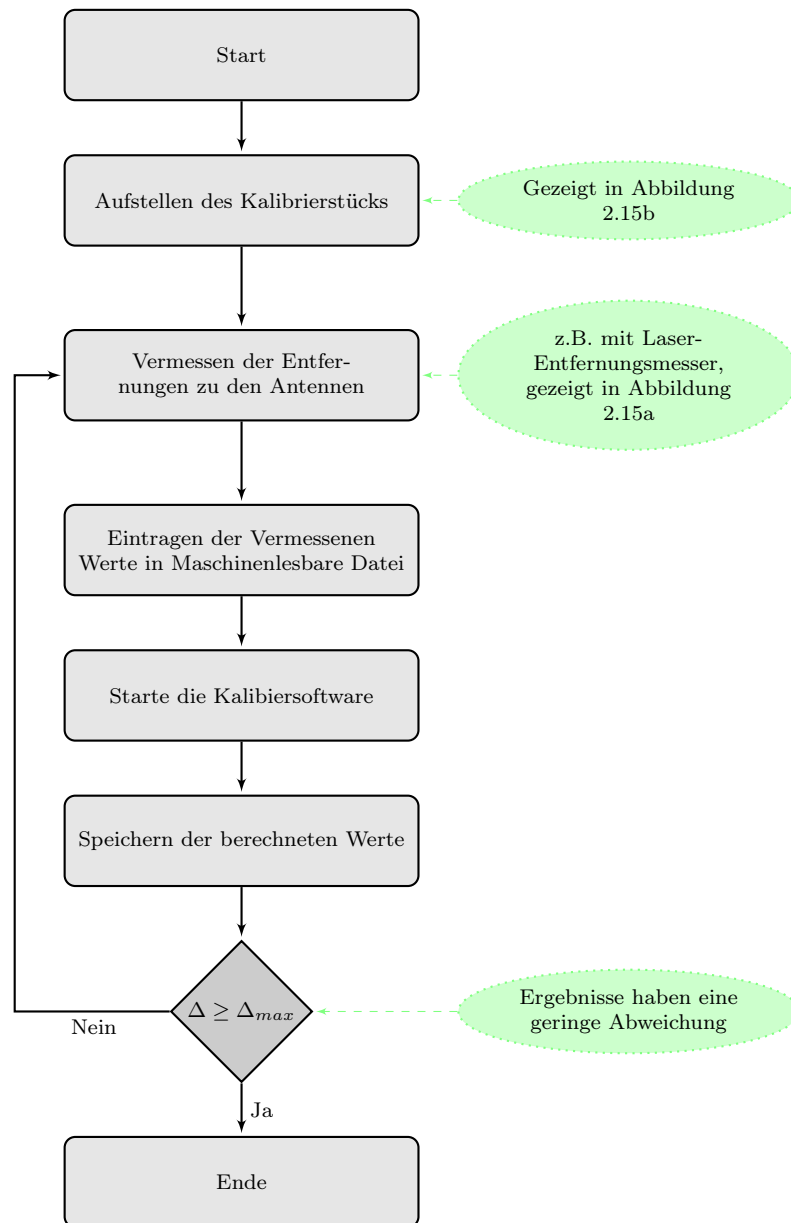 Start
Aufstellen des Kalibrierstücks
Gezeigt in Abbildung
2.15b
Vermessen der Entfer-
nungen zu den Antennen
z.B. mit Laser-
Entfernungsmesser,
gezeigt in Abbildung
2.15a
Eintragen der Vermessenen
Werte in Maschinenlesbare Datei
Starte die Kalibiersoftware
Speichern der berechneten Werte
Δ ≥ Δmax
Ergebnisse haben eine
geringe Abweichung
Nein
Ja
Ende